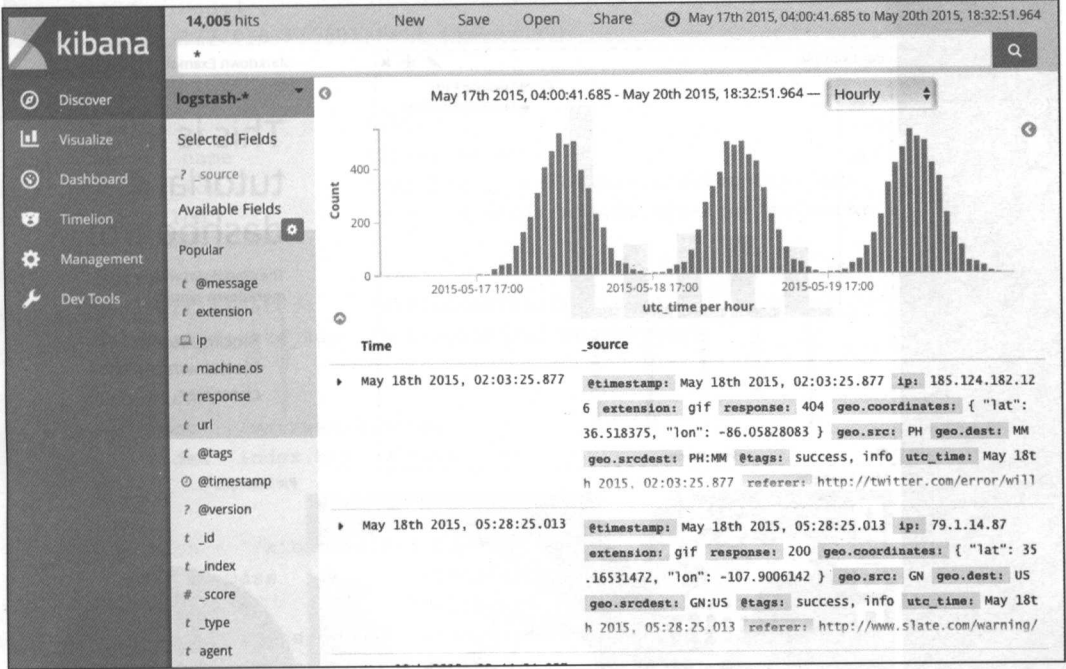 kibana
14,005 hits
New Save Open Share May 17th 2015, 04:00:41.685 to May 20th 2015, 18:32:51.964
*
Discover
Visualize
Dashboard
Timelion
Management
Dev Tools
logstash-*
Selected Fields
? _source
Available Fields
Popular
t @message
t extension
ip
t machine.os
t response
t url
t @tags
@timestamp
? @version
t _id
t _index
# _score
t _type
t agent
May 17th 2015, 04:00:41.685 - May 20th 2015, 18:32:51.964 — Hourly
Count
400
200
0
2015-05-17 17:00 2015-05-18 17:00 2015-05-19 17:00
utc_time per hour
Time _source
May 18th 2015, 02:03:25.877 @timestamp: May 18th 2015, 02:03:25.877 ip: 185.124.182.12
6 extension: gif response: 404 geo.coordinates: { "lat":
36.518375, "lon": -86.05828083 } geo.src: PH geo.dest: MM
geo.srcdest: PH:MM @tags: success, info utc_time: May 18t
h 2015, 02:03:25.877 referer: http://twitter.com/error/will
May 18th 2015, 05:28:25.013 @timestamp: May 18th 2015, 05:28:25.013 ip: 79.1.14.87
extension: gif response: 200 geo.coordinates: { "lat": 35
.16531472, "lon": -107.9006142 } geo.src: GN geo.dest: US
geo.srcdest: GN:US @tags: success, info utc_time: May 18t
h 2015, 05:28:25.013 referer: http://www.slate.com/warning/